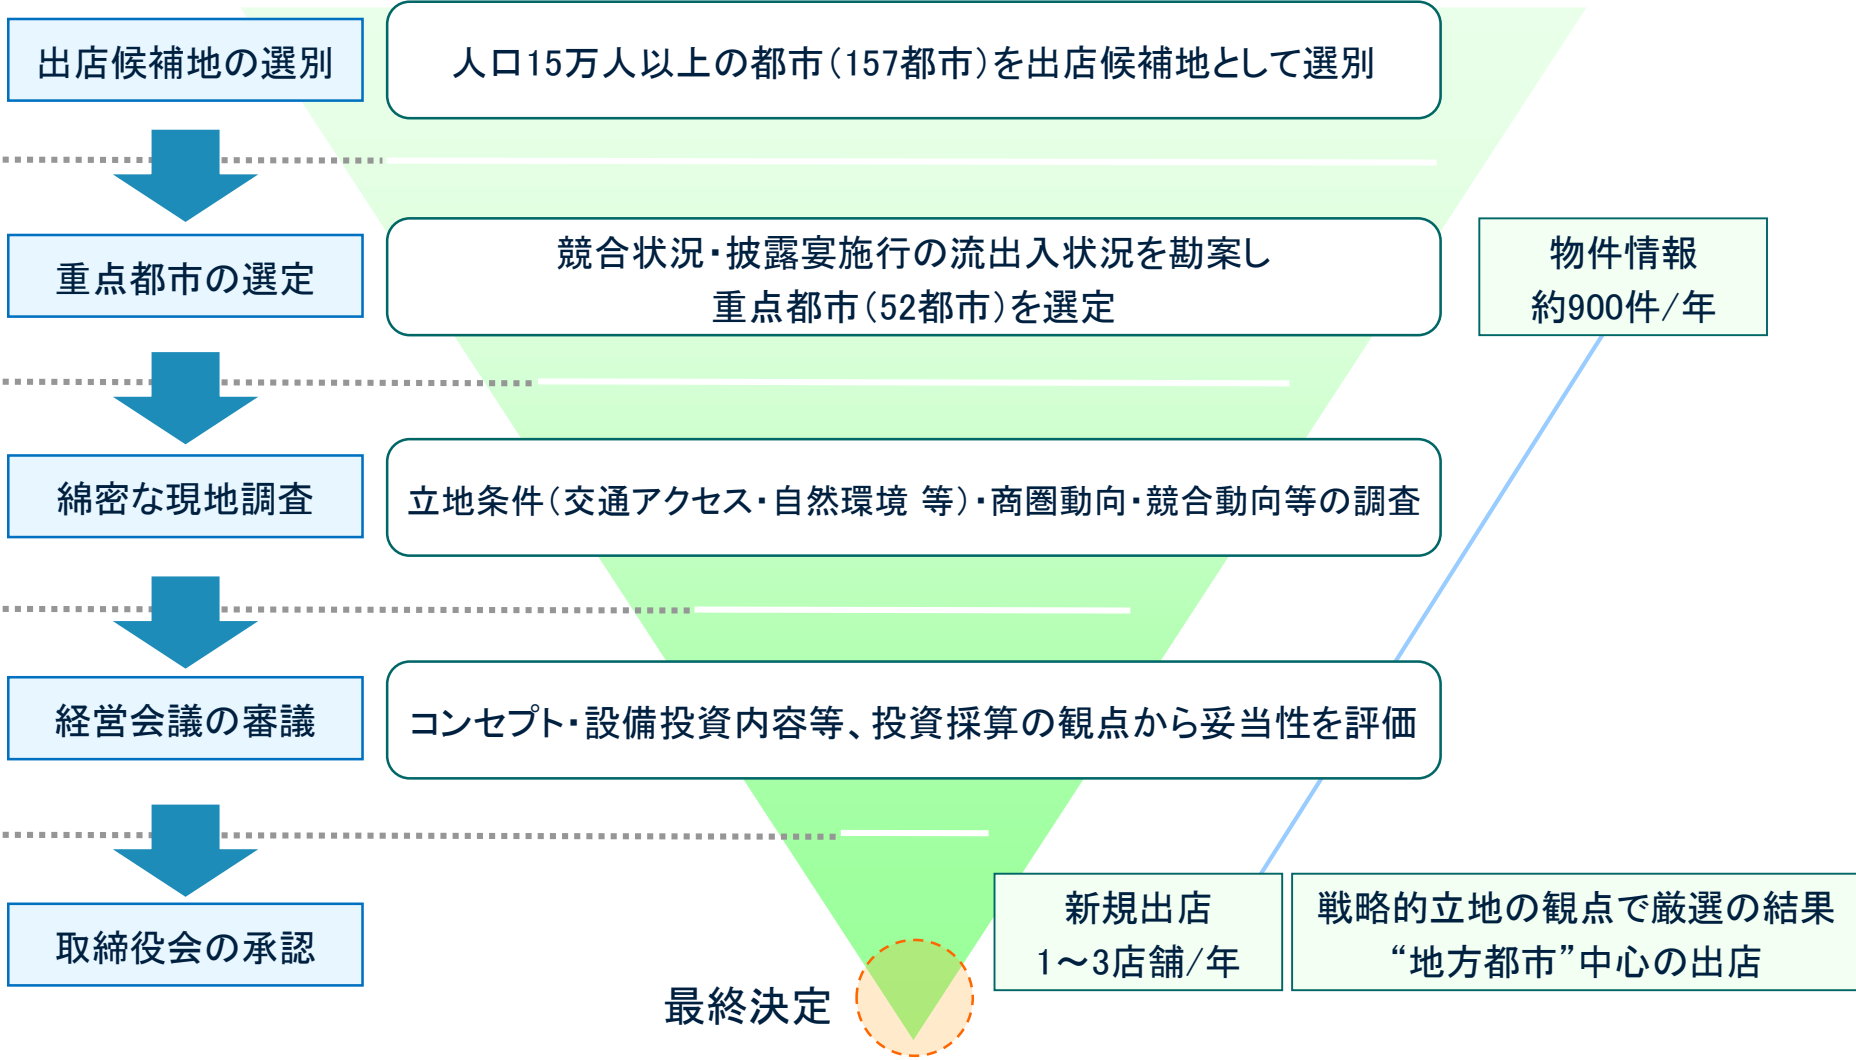 出店候補地の選別
人口15万人以上の都市(157都市)を出店候補地として選別
重点都市の選定
競合状況・披露宴施行の流出入状況を勘案し
重点都市(52都市)を選定
物件情報
約900件/年
綿密な現地調査
立地条件(交通アクセス・自然環境 等)・商圏動向・競合動向等の調査
経営会議の審議
コンセプト・設備投資内容等、投資採算の観点から妥当性を評価
取締役会の承認
新規出店
1～3店舗/年
戦略的立地の観点で厳選の結果
“地方都市”中心の出店
最終決定